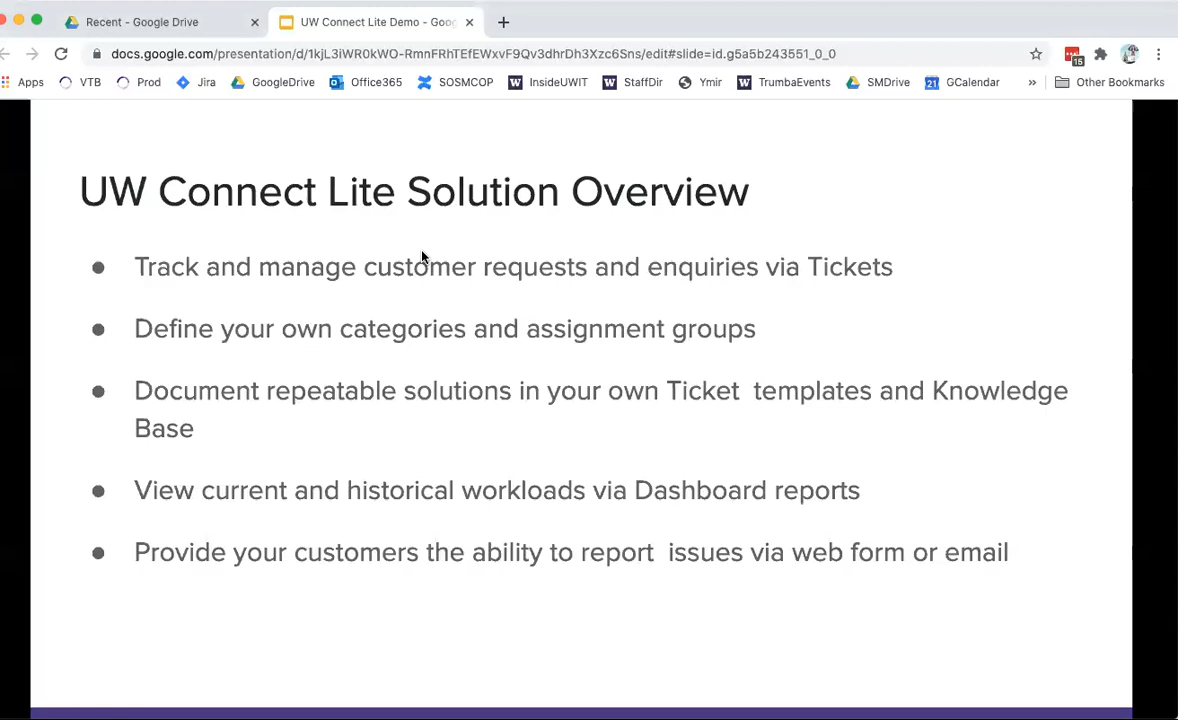 Recent - Google Drive
UW Connect Lite Demo - Goog
docs.google.com/presentation/d/1kjL3iWR0kWO-RmnFRhTEfEWxvF9Qv3dhrDh3Xzc6Sns/edit#slide=id.g5a5b243551_0_0
15
Apps VTB Prod Jira GoogleDrive Office365 SOSMCOP InsideUWIT StaffDir Ymir TrumbaEvents SMDrive 21 GCalendar » Other Bookmarks
UW Connect Lite Solution Overview
● Track and manage customer requests and enquiries via Tickets
● Define your own categories and assignment groups
● Document repeatable solutions in your own Ticket  templates and Knowledge
Base
● View current and historical workloads via Dashboard reports
● Provide your customers the ability to report  issues via web form or email